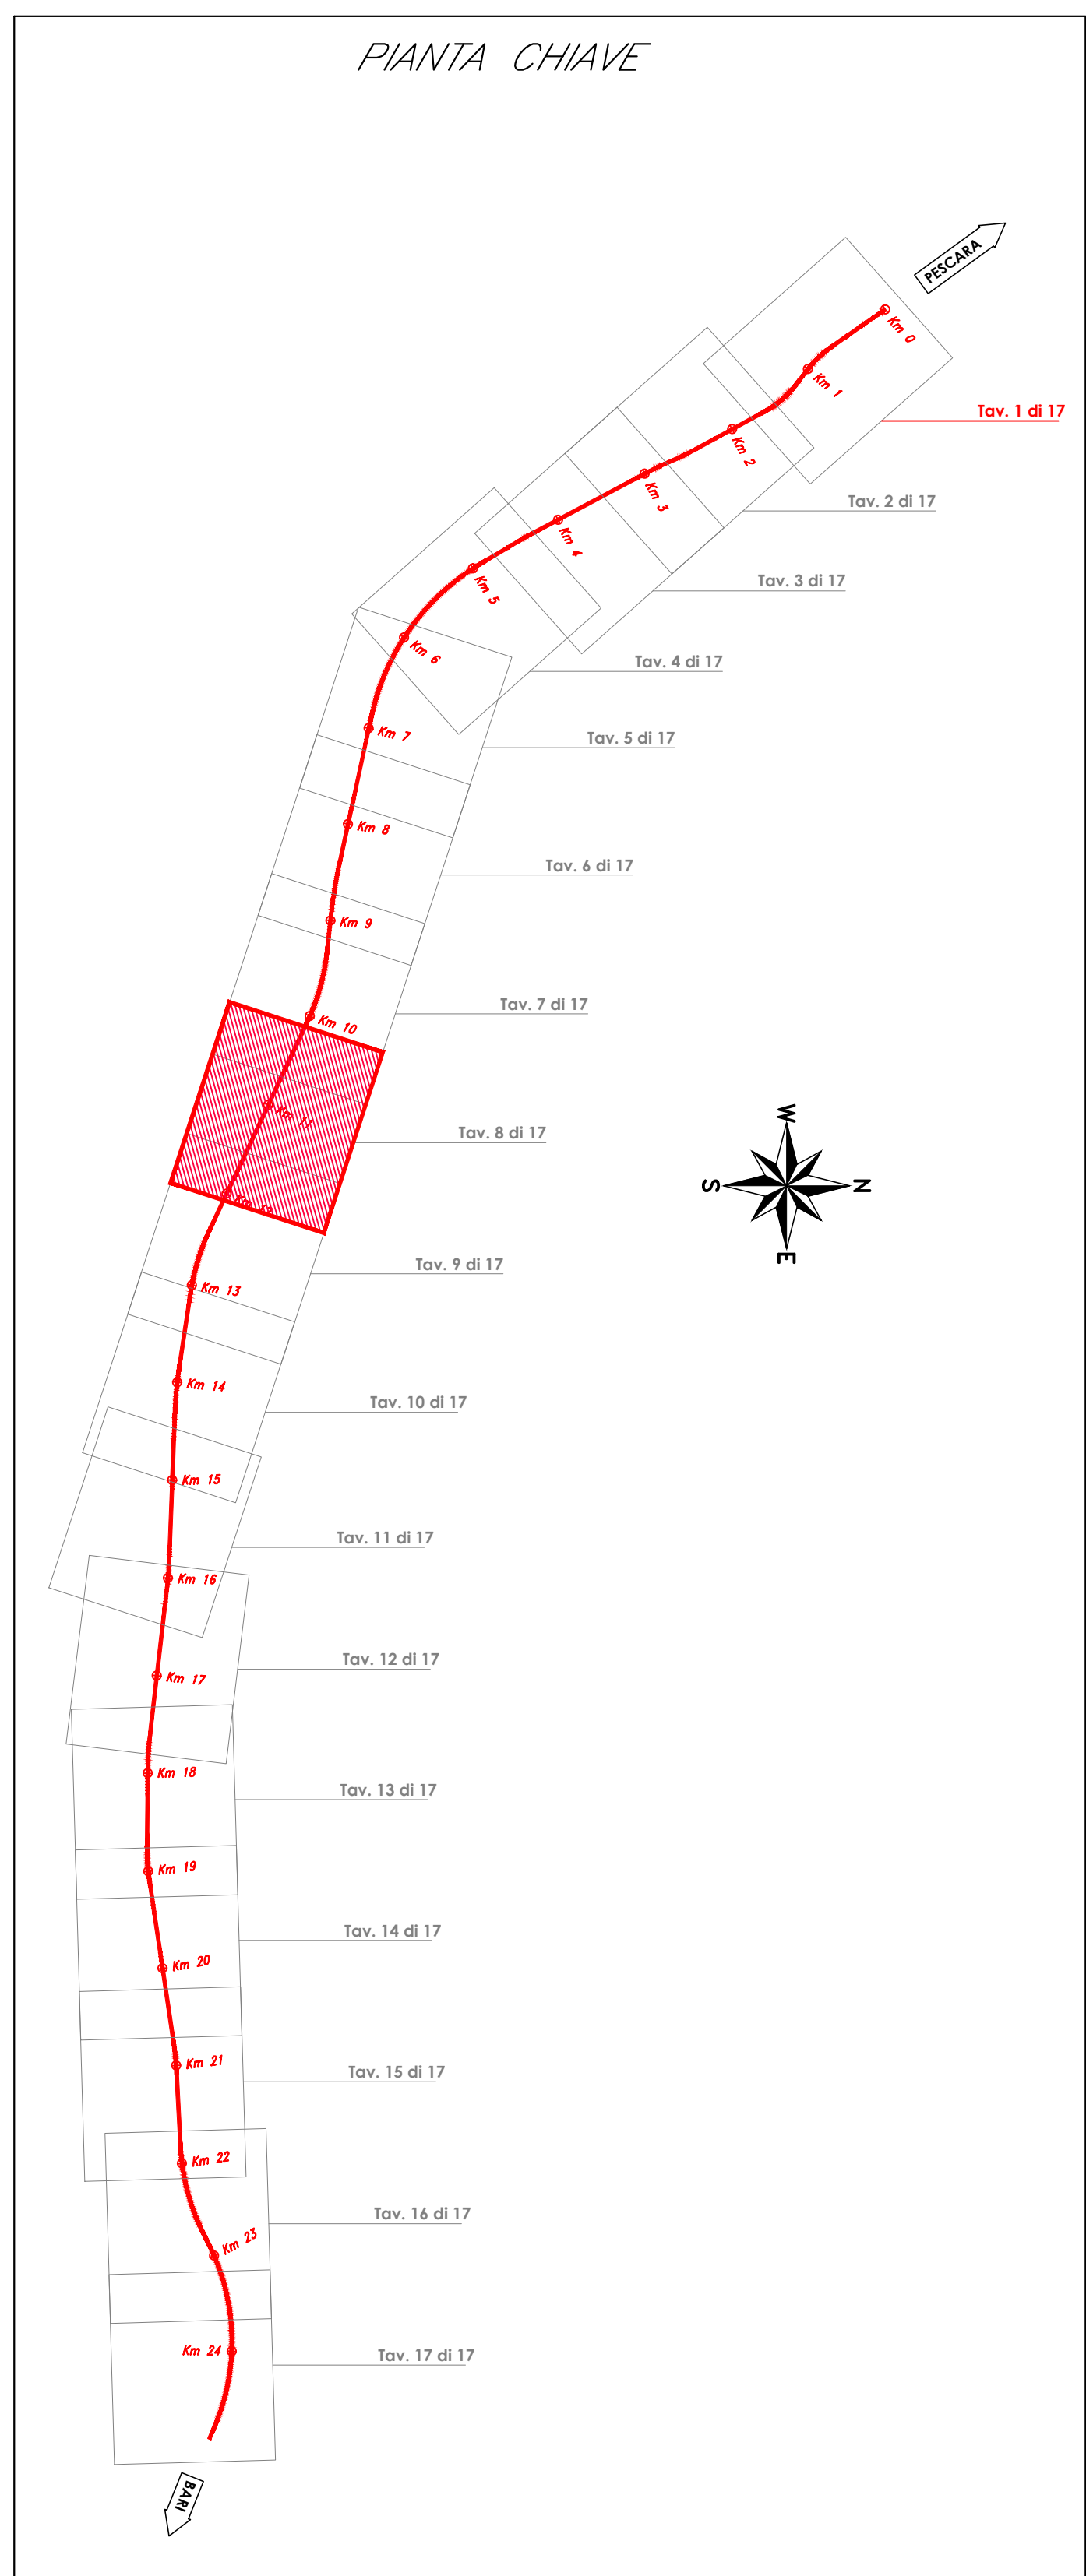 PIANTA CHIAVE
PESCARA
Km 0
Km 1
Tav. 1 di 17
Km 2
Km 3
Tav. 2 di 17
Km 4
Km 5
Tav. 3 di 17
Km 6
Tav. 4 di 17
Km 7
Tav. 5 di 17
Km 8
Tav. 6 di 17
Km 9
Tav. 7 di 17
Km 10
Km 11
Tav. 8 di 17
W
S
N
E
Km 12
Tav. 9 di 17
Km 13
Km 14
Tav. 10 di 17
Km 15
Tav. 11 di 17
Km 16
Tav. 12 di 17
Km 17
Km 18
Tav. 13 di 17
Km 19
Tav. 14 di 17
Km 20
Km 21
Tav. 15 di 17
Km 22
Tav. 16 di 17
Km 23
Km 24
Tav. 17 di 17
BARI